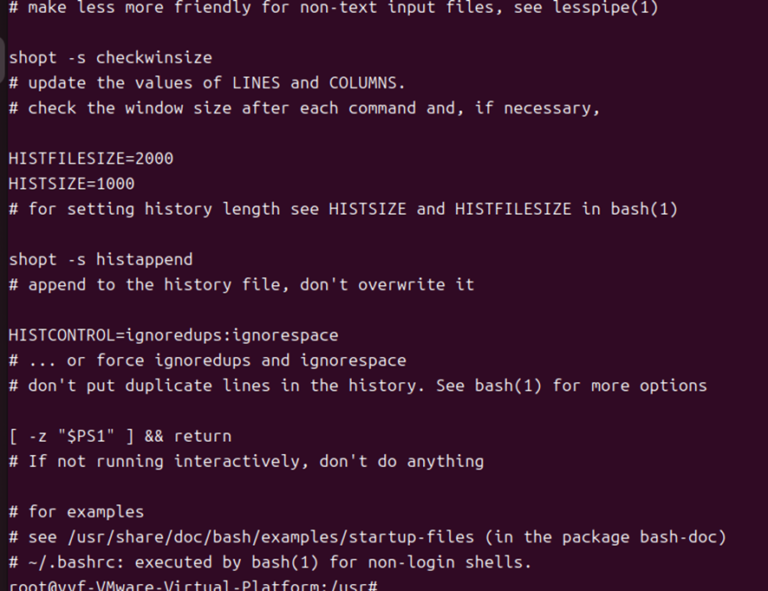 # make less more friendly for non-text input files, see lesspipe(1)

shopt -s checkwinsize
# update the values of LINES and COLUMNS.
# check the window size after each command and, if necessary,

HISTFILESIZE=2000
HISTSIZE=1000
# for setting history length see HISTSIZE and HISTFILESIZE in bash(1)

shopt -s histappend
# append to the history file, don't overwrite it

HISTCONTROL=ignoredups:ignorespace
# ... or force ignoredups and ignorespace
# don't put duplicate lines in the history. See bash(1) for more options

[ -z "$PS1" ] && return
# If not running interactively, don't do anything

# for examples
# see /usr/share/doc/bash/examples/startup-files (in the package bash-doc)
# ~/.bashrc: executed by bash(1) for non-login shells.
root@yyf-VMware-Virtual-Platform:/usr#